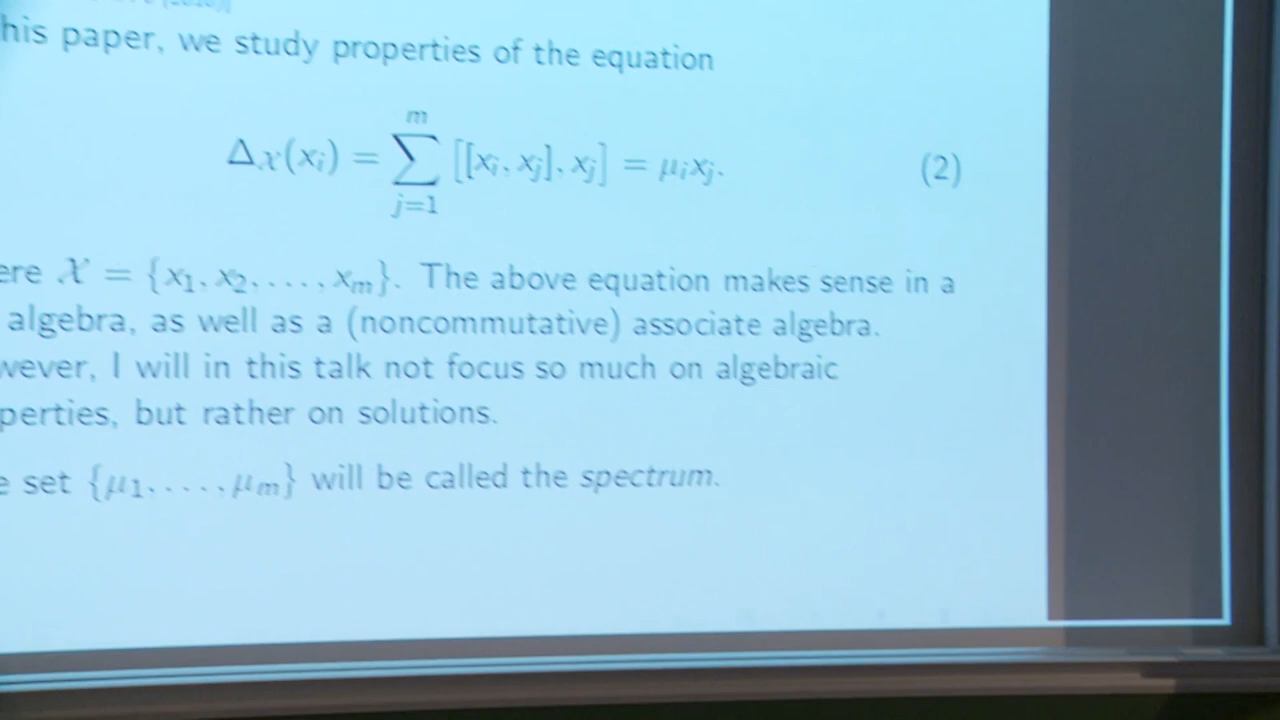 his paper, we study properties of the equation
Δ𝒳(xᵢ) = ∑ⱼ₌₁ᵐ [[xᵢ, xⱼ], xⱼ] = μᵢxⱼ. (2)
ere 𝒳 = {x₁, x₂, . . . , xₘ}. The above equation makes sense in a
algebra, as well as a (noncommutative) associate algebra.
wever, I will in this talk not focus so much on algebraic
perties, but rather on solutions.
e set {μ₁, . . . , μₘ} will be called the spectrum.